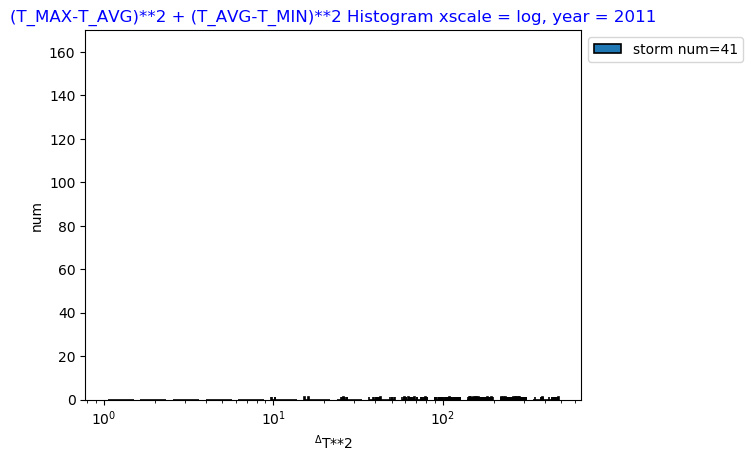 (T_MAX-T_AVG)**2 + (T_AVG-T_MIN)**2 Histogram xscale = log, year = 2011
storm num=41
160
140
120
100
80
60
40
20
0
num
10⁰ 10¹ 10²
ᐃT**2